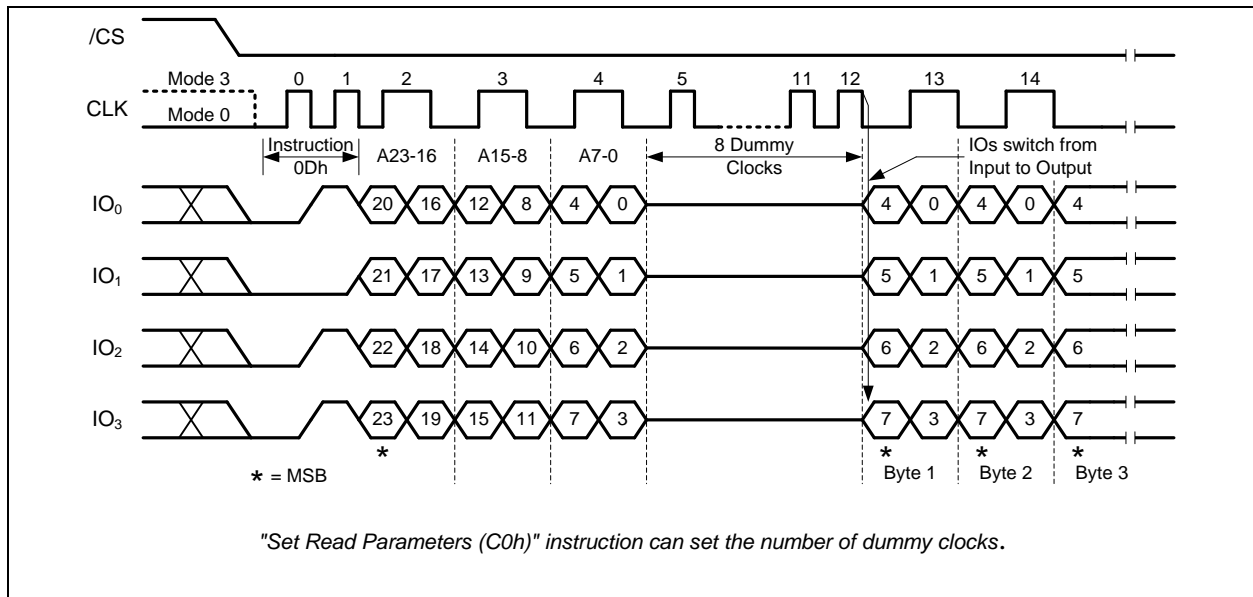 /CS
Mode 3 0 1 2 3 4 5 11 12 13 14
CLK Mode 0
Instruction 8 Dummy IOs switch from
0Dh A23-16 A15-8 A7-0 Clocks Input to Output
IO₀ 20 16 12 8 4 0 4 0 4 0 4
IO₁ 21 17 13 9 5 1 5 1 5 1 5
IO₂ 22 18 14 10 6 2 6 2 6 2 6
IO₃ 23 19 15 11 7 3 7 3 7 3 7
* * * *
* = MSB Byte 1 Byte 2 Byte 3
"Set Read Parameters (C0h)" instruction can set the number of dummy clocks.